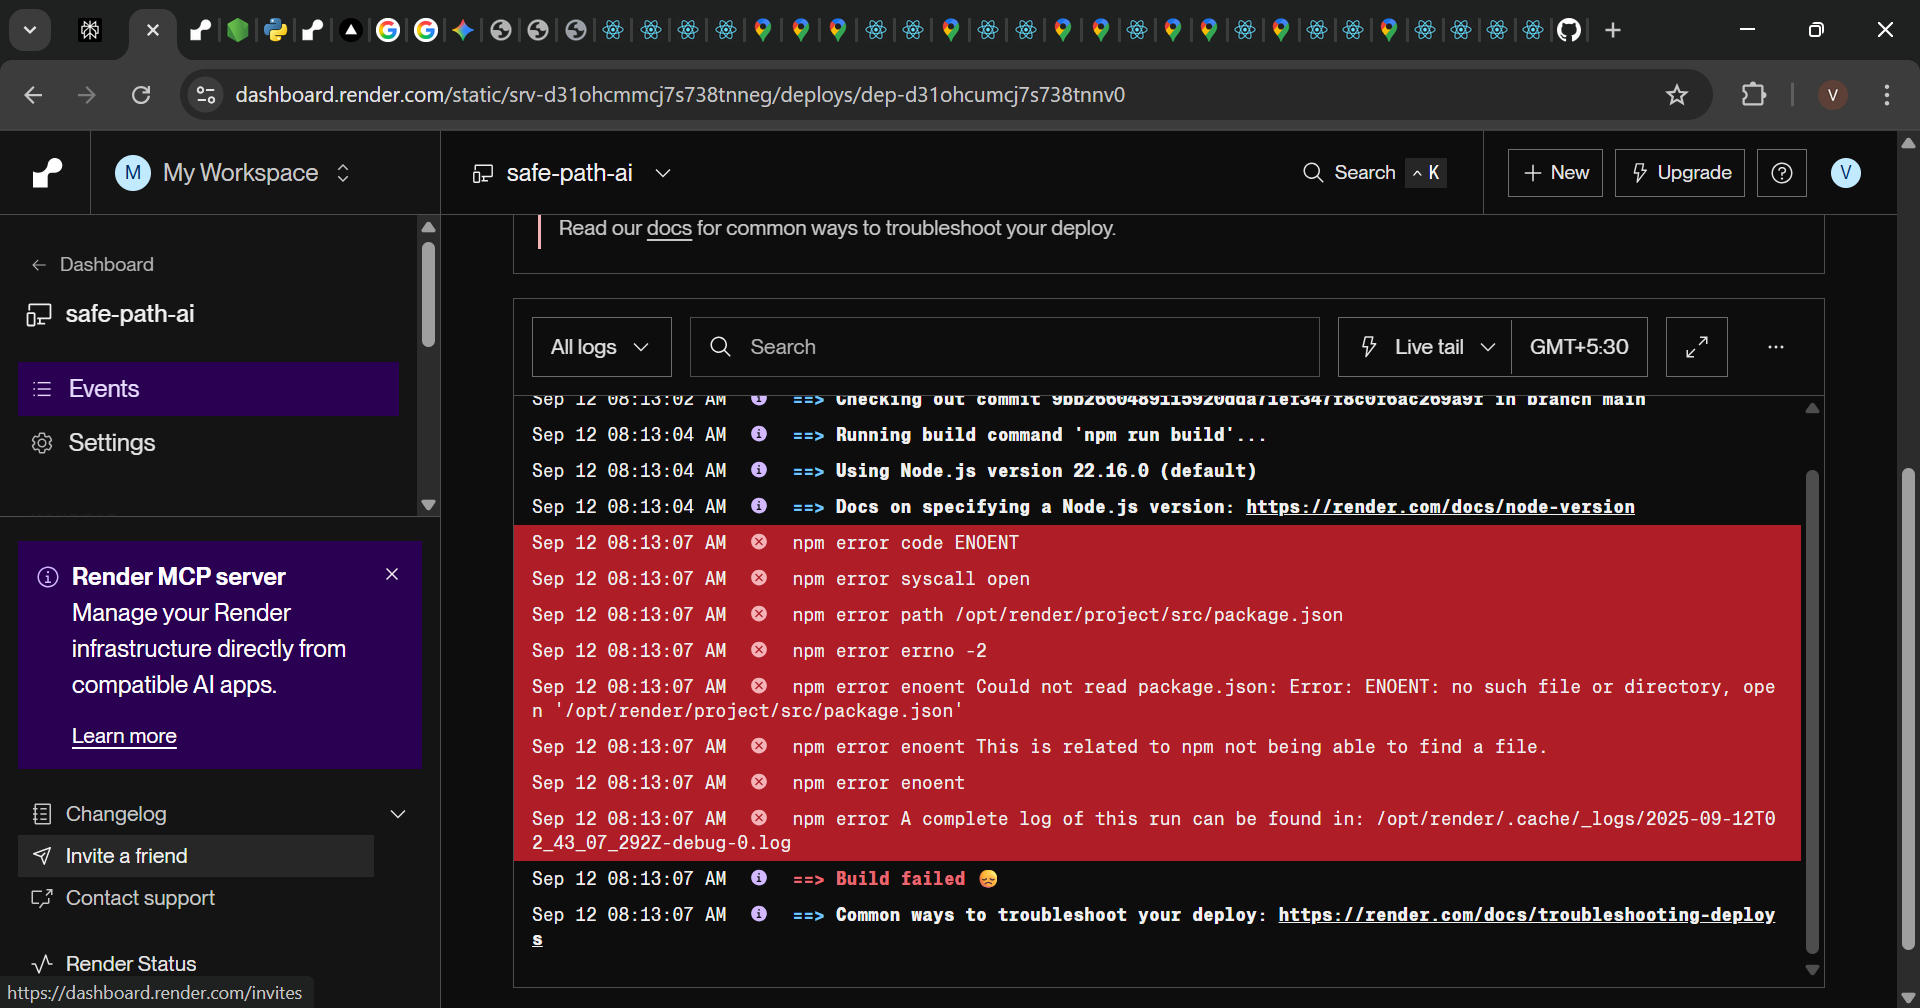 dashboard.render.com/static/srv-d31ohcmmcj7s738tnneg/deploys/dep-d31ohcumcj7s738tnnv0
V
M My Workspace
safe-path-ai
Search ^ K
+ New
Upgrade
V
← Dashboard
safe-path-ai
Events
Settings
Render MCP server
Manage your Render
infrastructure directly from
compatible AI apps.
Learn more
Changelog
Invite a friend
Contact support
Render Status
https://dashboard.render.com/invites
Read our docs for common ways to troubleshoot your deploy.
All logs
Search
Live tail
GMT+5:30
Sep 12 08:13:02 AM ==> Checking out commit 9bb2660489115920dda71ef347f8c0f6ac269a9f in branch main
Sep 12 08:13:04 AM ==> Running build command 'npm run build'...
Sep 12 08:13:04 AM ==> Using Node.js version 22.16.0 (default)
Sep 12 08:13:04 AM ==> Docs on specifying a Node.js version: https://render.com/docs/node-version
Sep 12 08:13:07 AM npm error code ENOENT
Sep 12 08:13:07 AM npm error syscall open
Sep 12 08:13:07 AM npm error path /opt/render/project/src/package.json
Sep 12 08:13:07 AM npm error errno -2
Sep 12 08:13:07 AM npm error enoent Could not read package.json: Error: ENOENT: no such file or directory, ope
n '/opt/render/project/src/package.json'
Sep 12 08:13:07 AM npm error enoent This is related to npm not being able to find a file.
Sep 12 08:13:07 AM npm error enoent
Sep 12 08:13:07 AM npm error A complete log of this run can be found in: /opt/render/.cache/_logs/2025-09-12T0
2_43_07_292Z-debug-0.log
Sep 12 08:13:07 AM ==> Build failed 😞
Sep 12 08:13:07 AM ==> Common ways to troubleshoot your deploy: https://render.com/docs/troubleshooting-deploy
s